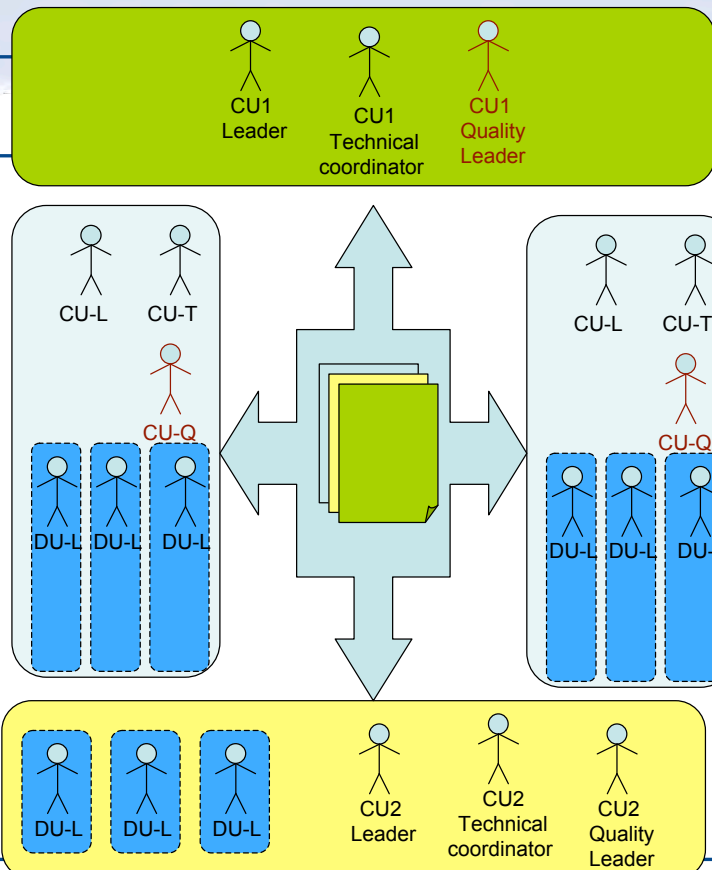 CU1
Leader
CU1
Technical
coordinator
CU1
Quality
Leader
CU-L
CU-T
CU-Q
DU-L
DU-L
DU-L
CU-L
CU-T
CU-Q
DU-L
DU-L
DU-
DU-L
DU-L
DU-L
CU2
Leader
CU2
Technical
coordinator
CU2
Quality
Leader